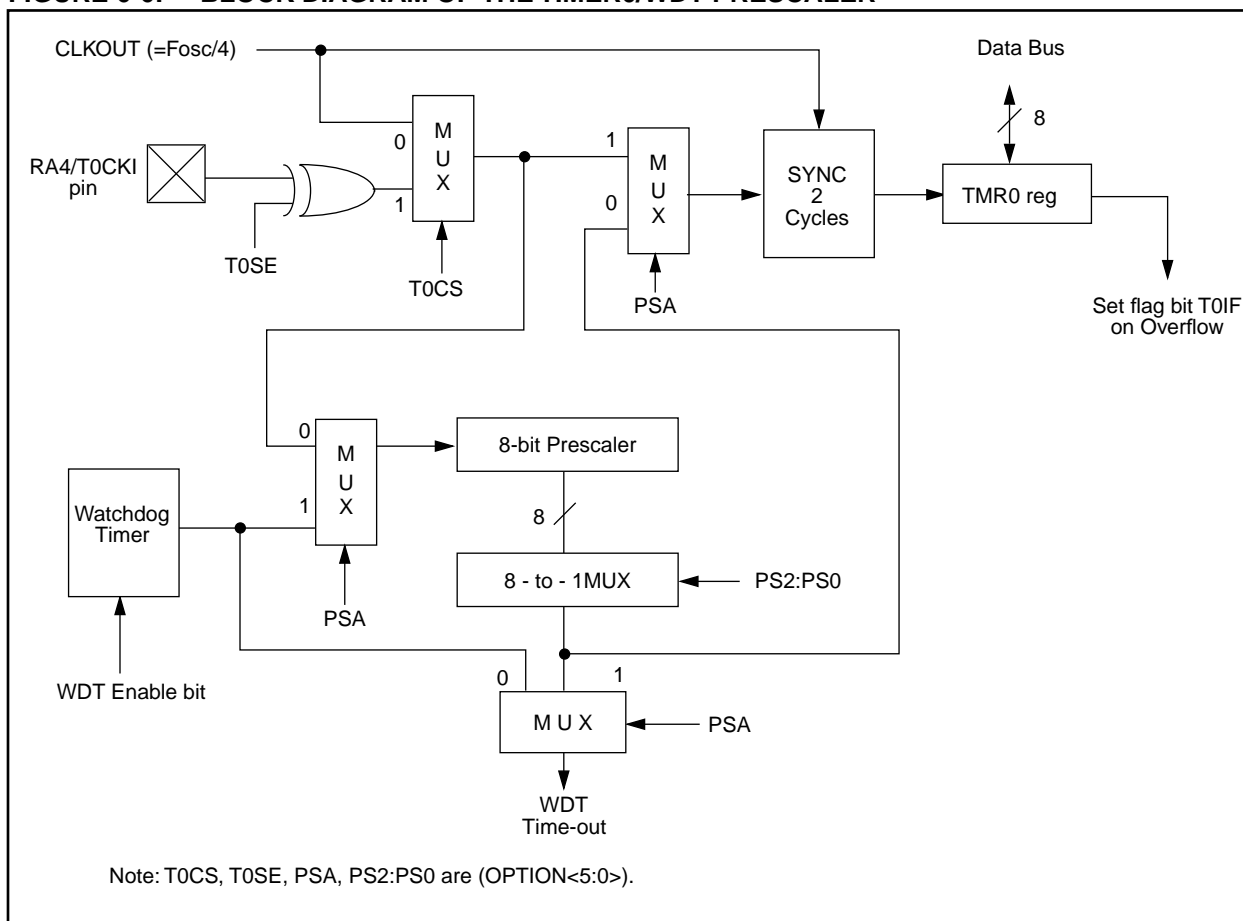 CLKOUT (=Fosc/4)
Data Bus
8
M
U
X
0
1
RA4/T0CKI
pin
T0SE
T0CS
1
0
M
U
X
PSA
SYNC
2
Cycles
TMR0 reg
Set flag bit T0IF
on Overflow
0
1
M
U
X
PSA
8-bit Prescaler
8
Watchdog
Timer
8 - to - 1MUX
PS2:PS0
WDT Enable bit
0
1
M U X
PSA
WDT
Time-out
Note: T0CS, T0SE, PSA, PS2:PS0 are (OPTION<5:0>).